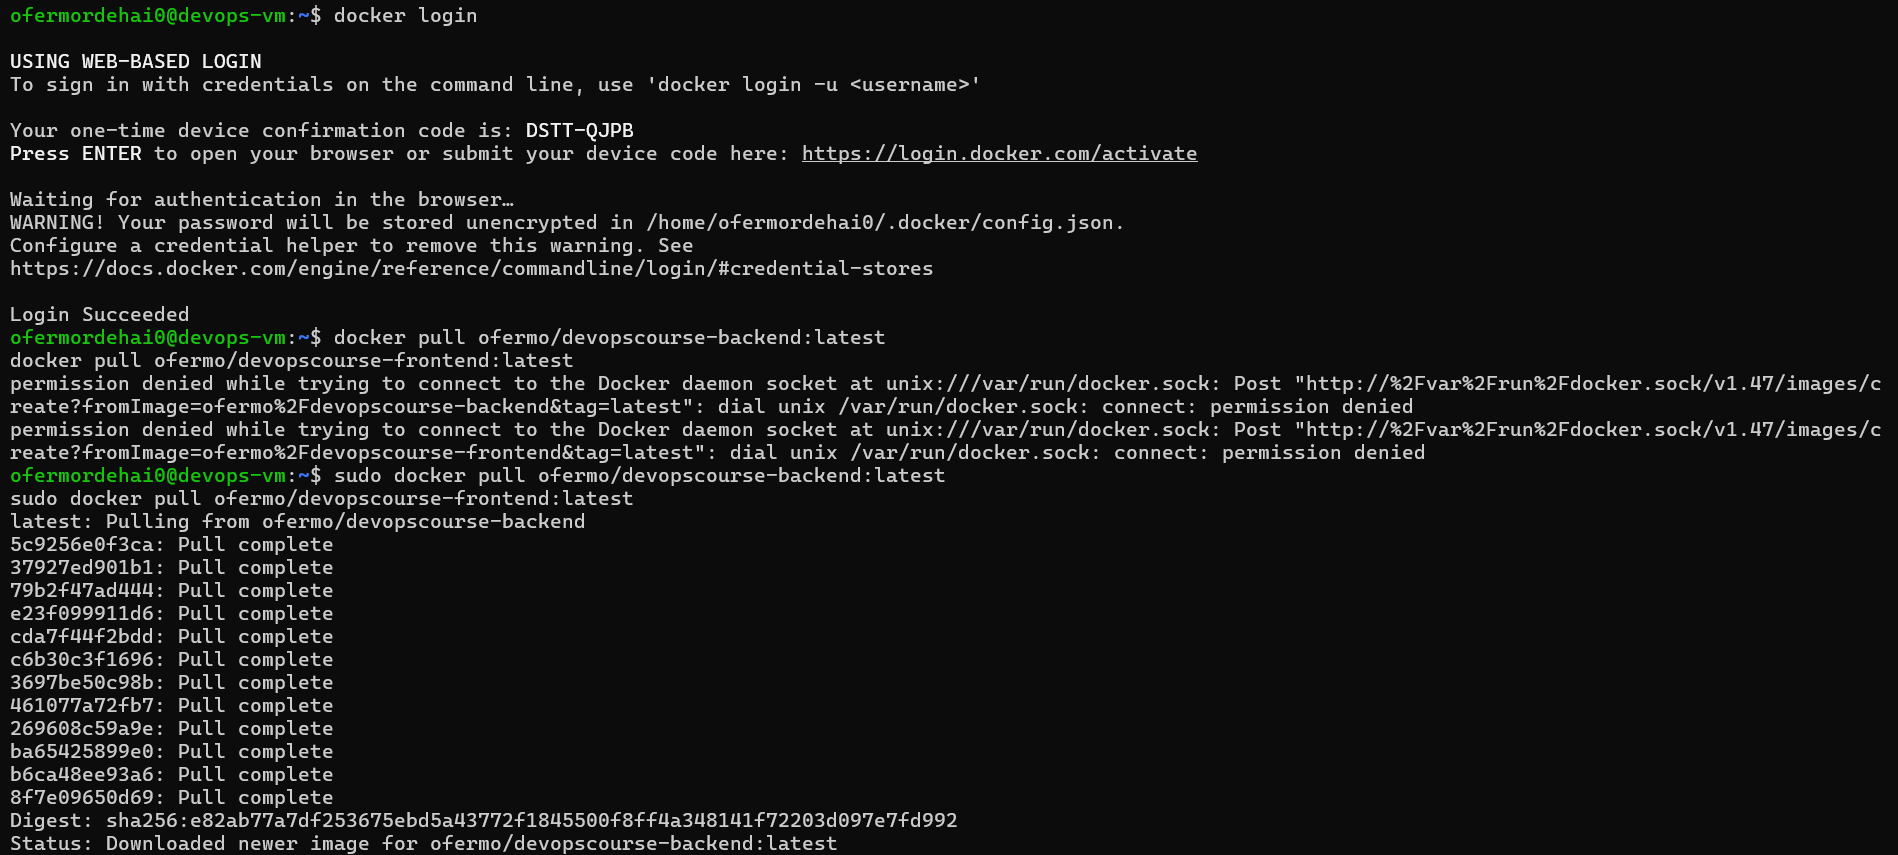 ofermordehai0@devops-vm:~$ docker login
USING WEB-BASED LOGIN
To sign in with credentials on the command line, use 'docker login -u <username>'
Your one-time device confirmation code is: DSTT-QJPB
Press ENTER to open your browser or submit your device code here: https://login.docker.com/activate
Waiting for authentication in the browser…
WARNING! Your password will be stored unencrypted in /home/ofermordehai0/.docker/config.json.
Configure a credential helper to remove this warning. See
https://docs.docker.com/engine/reference/commandline/login/#credential-stores
Login Succeeded
ofermordehai0@devops-vm:~$ docker pull ofermo/devopscourse-backend:latest
docker pull ofermo/devopscourse-frontend:latest
permission denied while trying to connect to the Docker daemon socket at unix:///var/run/docker.sock: Post "http://%2Fvar%2Frun%2Fdocker.sock/v1.47/images/c
reate?fromImage=ofermo%2Fdevopscourse-backend&tag=latest": dial unix /var/run/docker.sock: connect: permission denied
permission denied while trying to connect to the Docker daemon socket at unix:///var/run/docker.sock: Post "http://%2Fvar%2Frun%2Fdocker.sock/v1.47/images/c
reate?fromImage=ofermo%2Fdevopscourse-frontend&tag=latest": dial unix /var/run/docker.sock: connect: permission denied
ofermordehai0@devops-vm:~$ sudo docker pull ofermo/devopscourse-backend:latest
sudo docker pull ofermo/devopscourse-frontend:latest
latest: Pulling from ofermo/devopscourse-backend
5c9256e0f3ca: Pull complete
37927ed901b1: Pull complete
79b2f47ad444: Pull complete
e23f099911d6: Pull complete
cda7f44f2bdd: Pull complete
c6b30c3f1696: Pull complete
3697be50c98b: Pull complete
461077a72fb7: Pull complete
269608c59a9e: Pull complete
ba65425899e0: Pull complete
b6ca48ee93a6: Pull complete
8f7e09650d69: Pull complete
Digest: sha256:e82ab77a7df253675ebd5a43772f1845500f8ff4a348141f72203d097e7fd992
Status: Downloaded newer image for ofermo/devopscourse-backend:latest